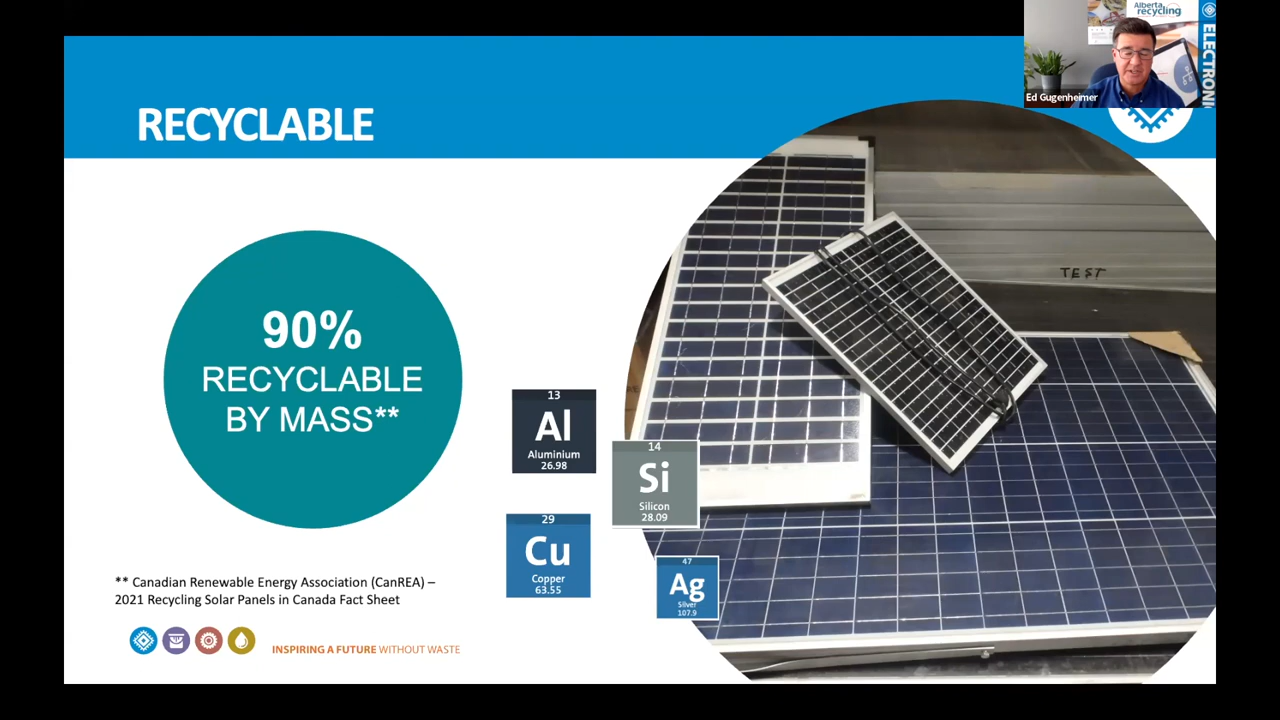 Alberta
recycling
ELECTRONI
Ed Gugenheimer
RECYCLABLE
TEST
90%
RECYCLABLE
BY MASS**
13
Al
Aluminium
26.98
14
Si
Silicon
28.09
29
Cu
Copper
63.55
47
Ag
Silver
107.9
** Canadian Renewable Energy Association (CanREA) –
2021 Recycling Solar Panels in Canada Fact Sheet
INSPIRING A FUTURE WITHOUT WASTE